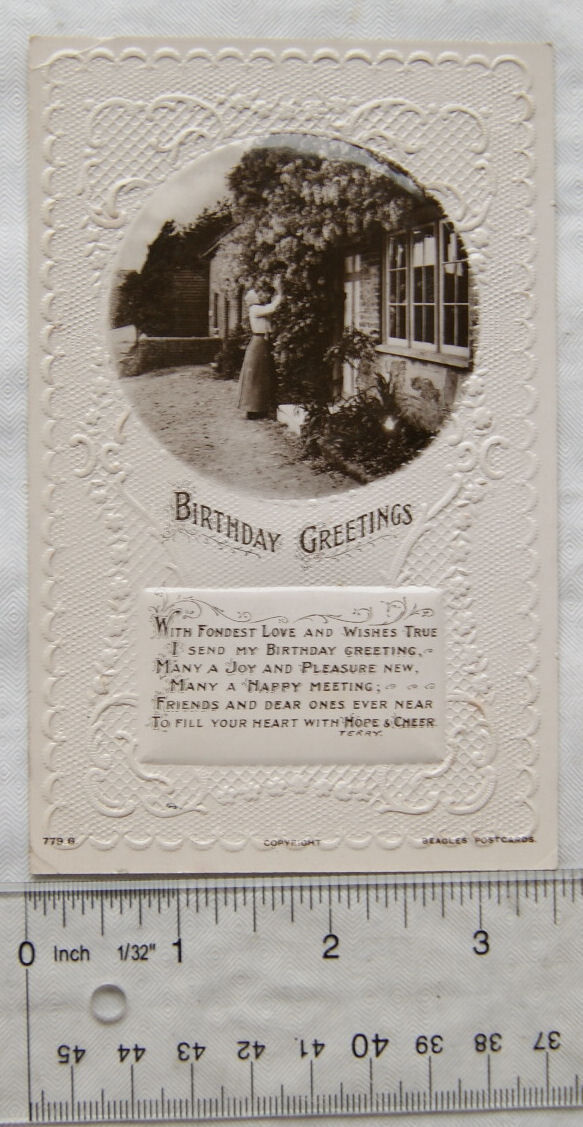 BIRTHDAY GREETINGS
WITH FONDEST LOVE AND WISHES TRUE
I SEND MY BIRTHDAY GREETING,
MANY A JOY AND PLEASURE NEW,
MANY A HAPPY MEETING;
FRIENDS AND DEAR ONES EVER NEAR
TO FILL YOUR HEART WITH HOPE & CHEER
TERRY.
COPYRIGHT BEAGLES POSTCARDS.
0 Inch 1/32" 1 2 3
45 44 43 42 41 40 39 38 37